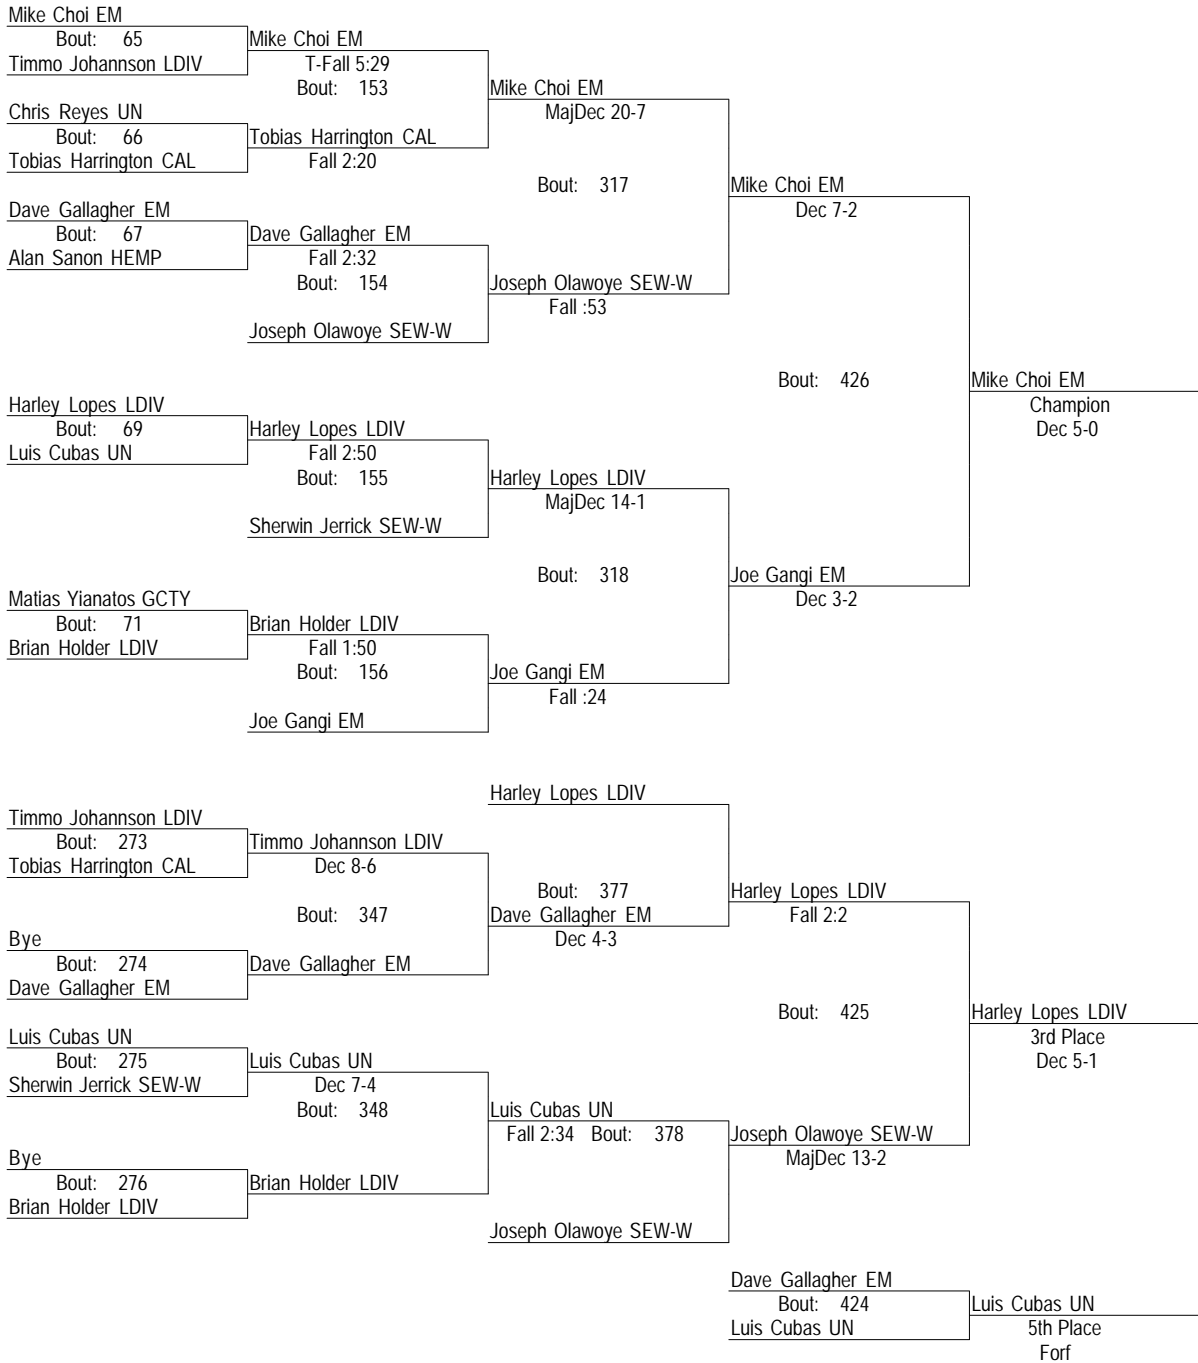 Mike Choi EM
Bout: 65
Mike Choi EM
Timmo Johannson LDIV
T-Fall 5:29
Bout: 153
Mike Choi EM
Chris Reyes UN
MajDec 20-7
Bout: 66
Tobias Harrington CAL
Tobias Harrington CAL
Fall 2:20
Bout: 317
Mike Choi EM
Dave Gallagher EM
Dec 7-2
Bout: 67
Dave Gallagher EM
Alan Sanon HEMP
Fall 2:32
Bout: 154
Joseph Olawoye SEW-W
Fall :53
Joseph Olawoye SEW-W
Bout: 426
Mike Choi EM
Harley Lopes LDIV
Champion
Bout: 69
Harley Lopes LDIV
Dec 5-0
Luis Cubas UN
Fall 2:50
Bout: 155
Harley Lopes LDIV
MajDec 14-1
Sherwin Jerrick SEW-W
Bout: 318
Joe Gangi EM
Matias Yianatos GCTY
Dec 3-2
Bout: 71
Brian Holder LDIV
Brian Holder LDIV
Fall 1:50
Bout: 156
Joe Gangi EM
Fall :24
Joe Gangi EM
Harley Lopes LDIV
Timmo Johannson LDIV
Bout: 273
Timmo Johannson LDIV
Tobias Harrington CAL
Dec 8-6
Bout: 377
Harley Lopes LDIV
Bout: 347
Dave Gallagher EM
Fall 2:2
Bye
Dec 4-3
Bout: 274
Dave Gallagher EM
Dave Gallagher EM
Bout: 425
Harley Lopes LDIV
Luis Cubas UN
3rd Place
Bout: 275
Luis Cubas UN
Dec 5-1
Sherwin Jerrick SEW-W
Dec 7-4
Bout: 348
Luis Cubas UN
Fall 2:34 Bout: 378
Joseph Olawoye SEW-W
Bye
MajDec 13-2
Bout: 276
Brian Holder LDIV
Brian Holder LDIV
Joseph Olawoye SEW-W
Dave Gallagher EM
Bout: 424
Luis Cubas UN
Luis Cubas UN
5th Place
Forf